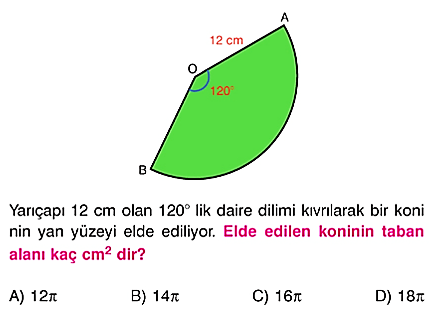 A
12 cm
O
120°
B
Yarıçapı 12 cm olan 120° lik daire dilimi kıvrılarak bir koni
nin yan yüzeyi elde ediliyor. Elde edilen koninin taban
alanı kaç cm² dir?
A) 12π B) 14π C) 16π D) 18π